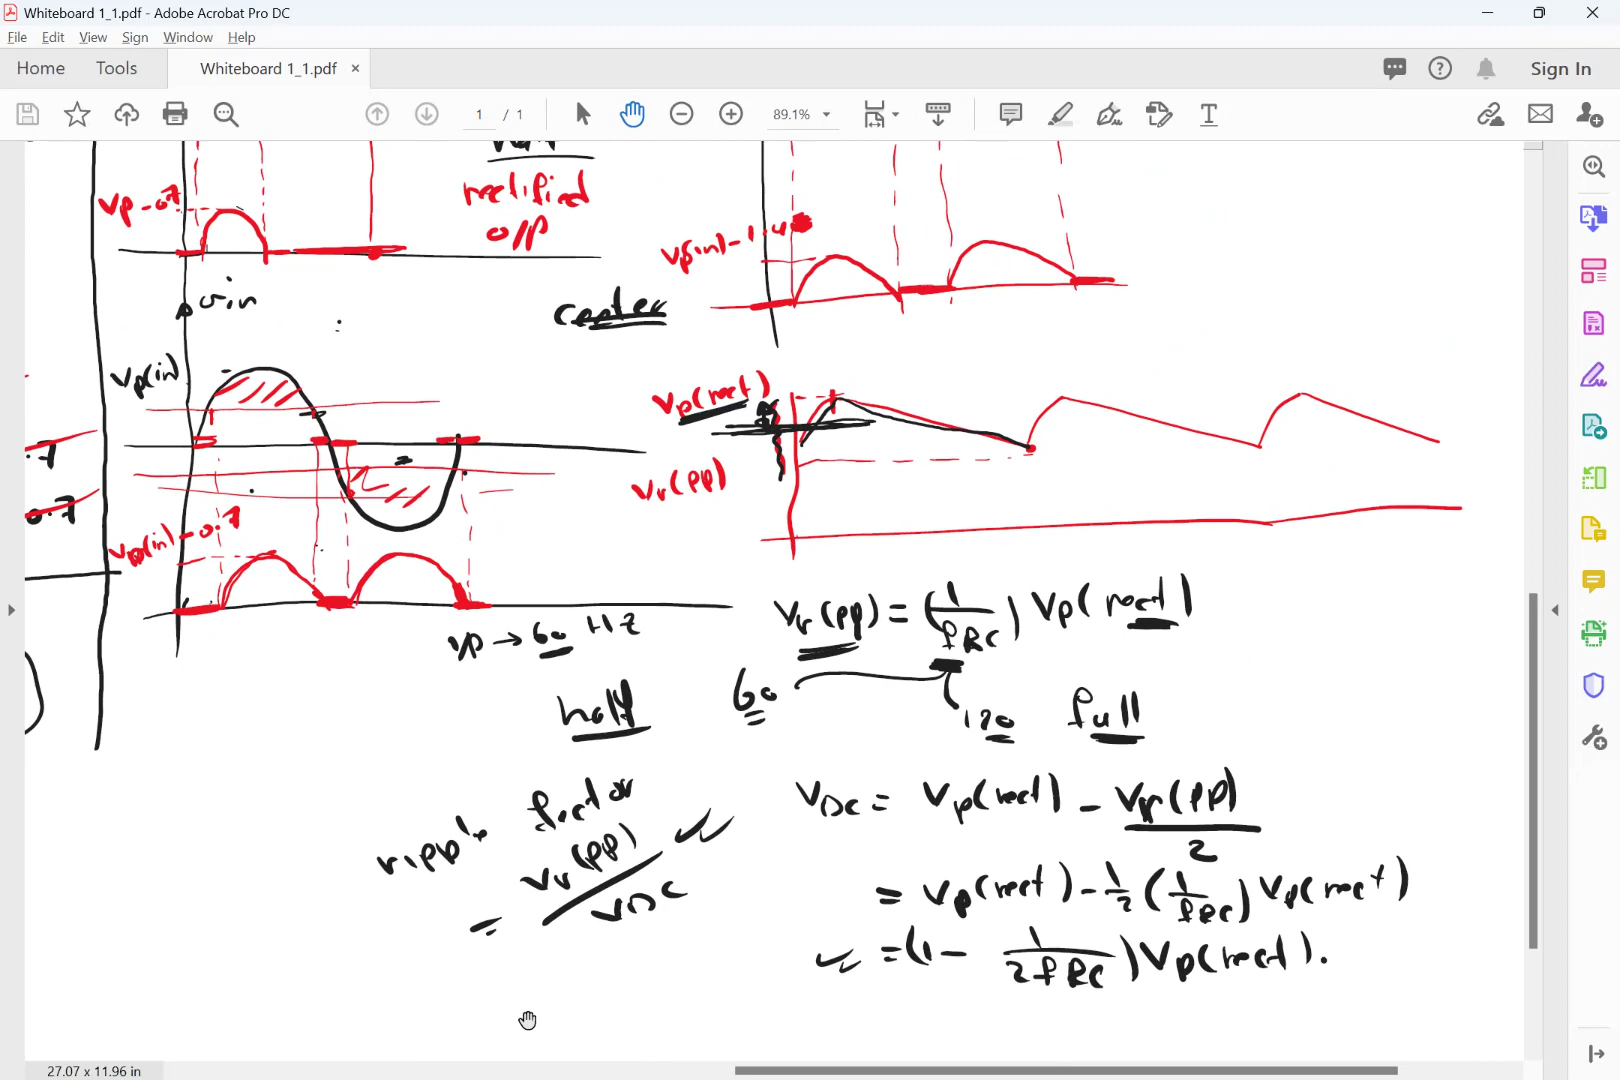 Whiteboard 1_1.pdf - Adobe Acrobat Pro DC
File Edit View Sign Window Help
Home Tools Whiteboard 1_1.pdf × Sign In
1 / 1 89.1%
Vp-0.7
rectified
O/P
Vp(in)-1.4
vin
center
Vp(in)
Vp(rect)
Vr(pp)
.7
0.7
Vp(in)-0.7
I/P → 60 HZ
Vr(pp) = (1/fRC) Vp(rect)
half 60 120 full
ripple factor
= Vr(pp)/VDC
VDC = Vp(rect) - Vr(pp)/2
= Vp(rect) - 1/2 (1/fRC) Vp(rect)
= (1 - 1/2fRC) Vp(rect).
27.07 x 11.96 in